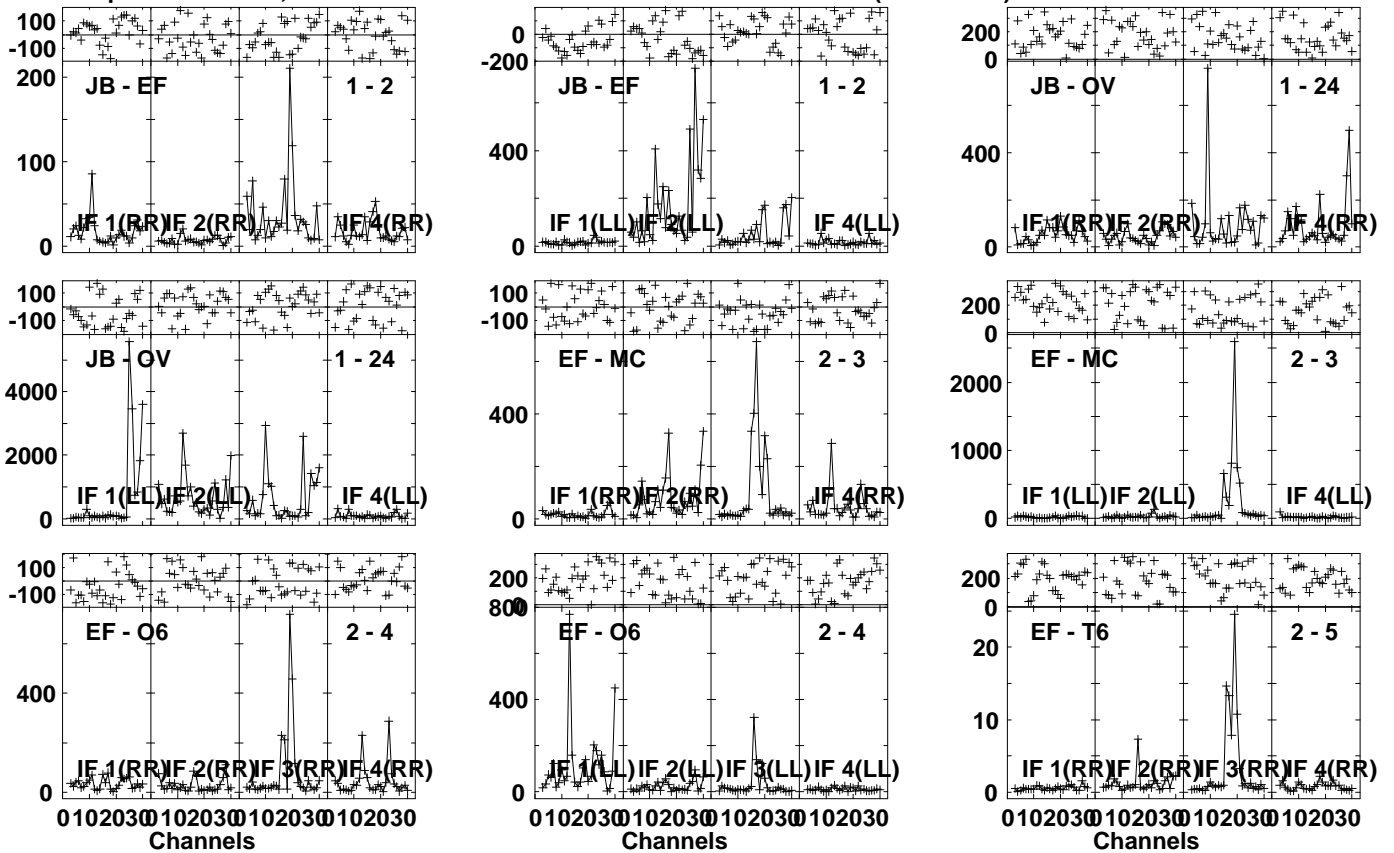 100 100 200
-100 0 0
-200
200 JB - EF 1 - 2 JB - EF 1 - 2 JB - OV 1 - 24
100 400 400
IF 1(RR) IF 2(RR) IF 4(RR) IF 1(LL) IF 2(LL) IF 4(LL) IF 1(RR) IF 2(RR) IF 4(RR)
0 0 0
100 100 200
-100 -100 0
JB - OV 1 - 24 EF - MC 2 - 3 EF - MC 2 - 3
4000 400 2000
2000 1000
IF 1(LL) IF 2(LL) IF 4(LL) IF 1(RR) IF 2(RR) IF 4(RR) IF 1(LL) IF 2(LL) IF 4(LL)
0 0 0
100 200 200
-100 0 0
800
EF - O6 2 - 4 EF - O6 2 - 4 EF - T6 2 - 5
20
400 400 10
IF 1(RR) IF 2(RR) IF 3(RR) IF 4(RR) IF 1(LL) IF 2(LL) IF 3(LL) IF 4(LL) IF 1(RR) IF 2(RR) IF 3(RR) IF 4(RR)
0 0 0
0102030 0102030 0102030 0102030 0102030 0102030 0102030 0102030 0102030 0102030 0102030 0102030
Channels Channels Channels